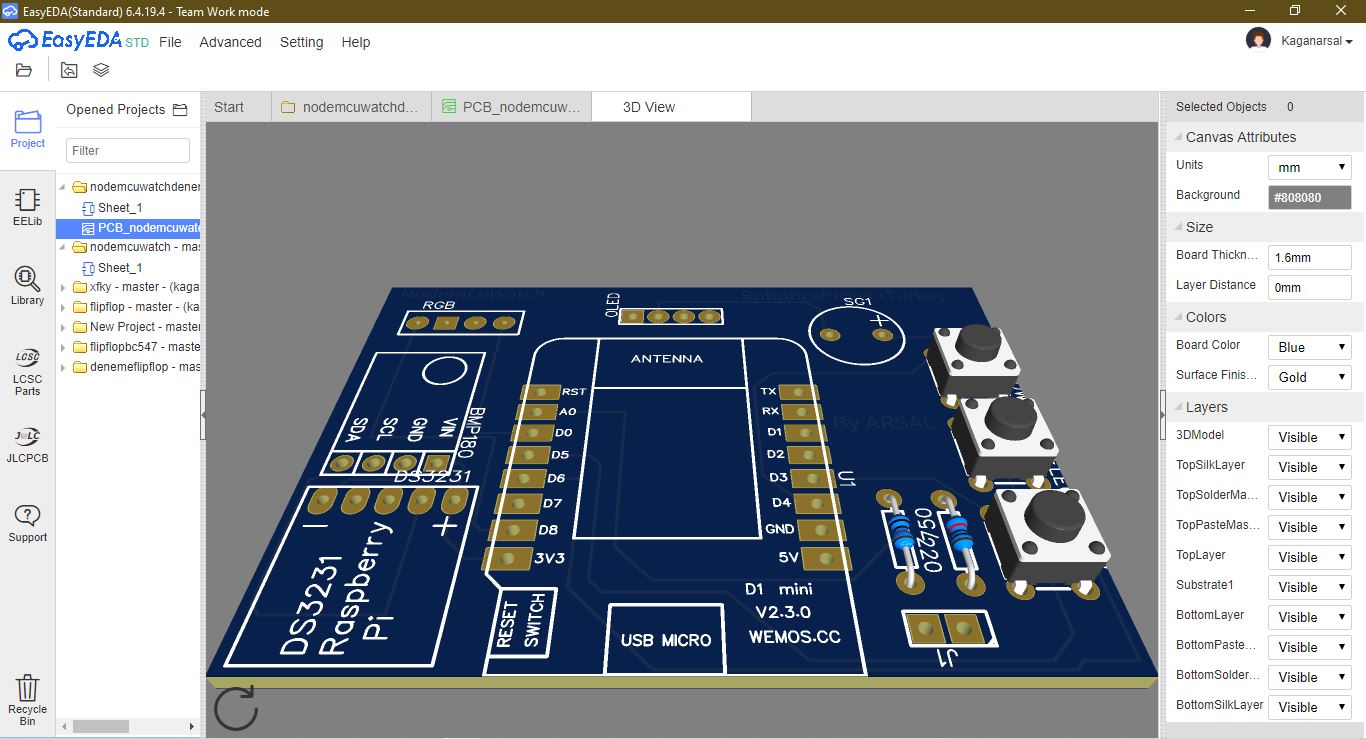 EasyEDA(Standard) 6.4.19.4 - Team Work mode
EasyEDA STD File Advanced Setting Help
Kaganarsal
Project
EELib
Library
LCSC
LCSC
Parts
JLCPCB
Support
Recycle
Bin
Opened Projects
Filter
nodemcuwatchdener
Sheet_1
PCB_nodemcuwat
nodemcuwatch - mas
Sheet_1
xfky - master - (kaga
flipflop - master - (ka
New Project - master
flipflopbc547 - maste
denemeflipflop - mas
Start
nodemcuwatchd...
PCB_nodemcuw...
3D View
NodemcuWatch
RoboticsProjectTurkey
RGB
OLED
SG1
+
ANTENNA
RST
A0
D0
D5
D6
D7
D8
3V3
TX
RX
D1
D2
D3
D4
GND
5V
U1
By ARSAL
SDA
SCL
GND
VIN
BMP180
DS3231
DS3231
Raspberry
Pi
RESET
SWITCH
USB MICRO
D1 mini
V2.3.0
WEMOS.CC
220
J1
Selected Objects 0
Canvas Attributes
Units mm
Background #808080
Size
Board Thickn... 1.6mm
Layer Distance 0mm
Colors
Board Color Blue
Surface Finis... Gold
Layers
3DModel Visible
TopSilkLayer Visible
TopSolderMa... Visible
TopPasteMas... Visible
TopLayer Visible
Substrate1 Visible
BottomLayer Visible
BottomPaste... Visible
BottomSolder... Visible
BottomSilkLayer Visible